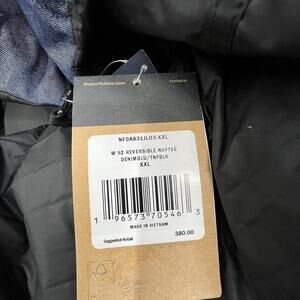 thenorthface.com
NF0A831JLO3-XXL
W 92 REVERSIBLE NUPTSE
DENIMBLU/TNFBLK
XXL
1 96573 70546 3
MADE IN VIETNAM
Suggested Retail
380.00